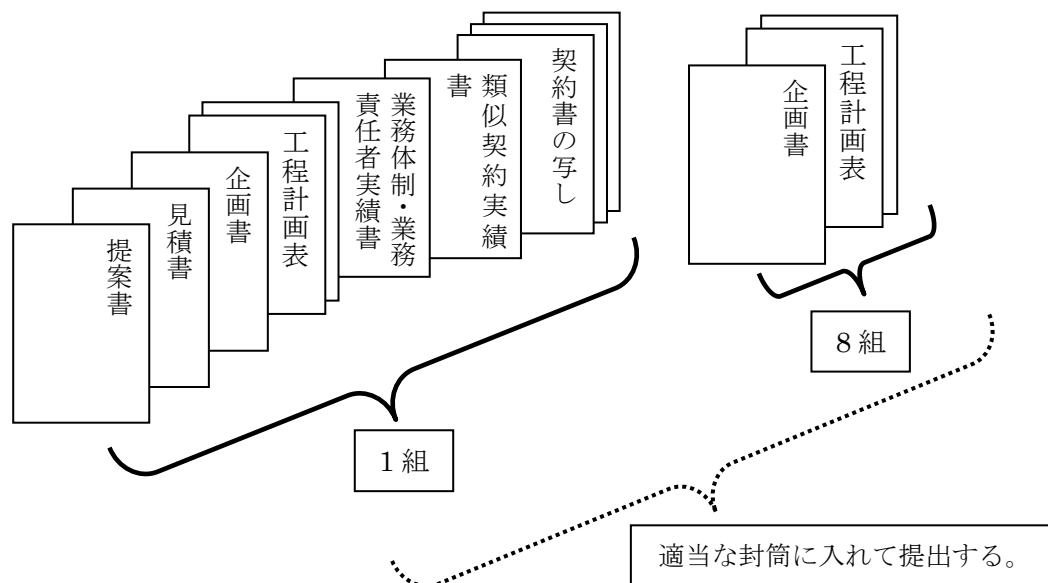 提案書
見積書
企画書
工程計画表
業務体制・業務
責任者実績書
類似契約実績
書
契約書の写し
1組
企画書
工程計画表
8組
適当な封筒に入れて提出する。